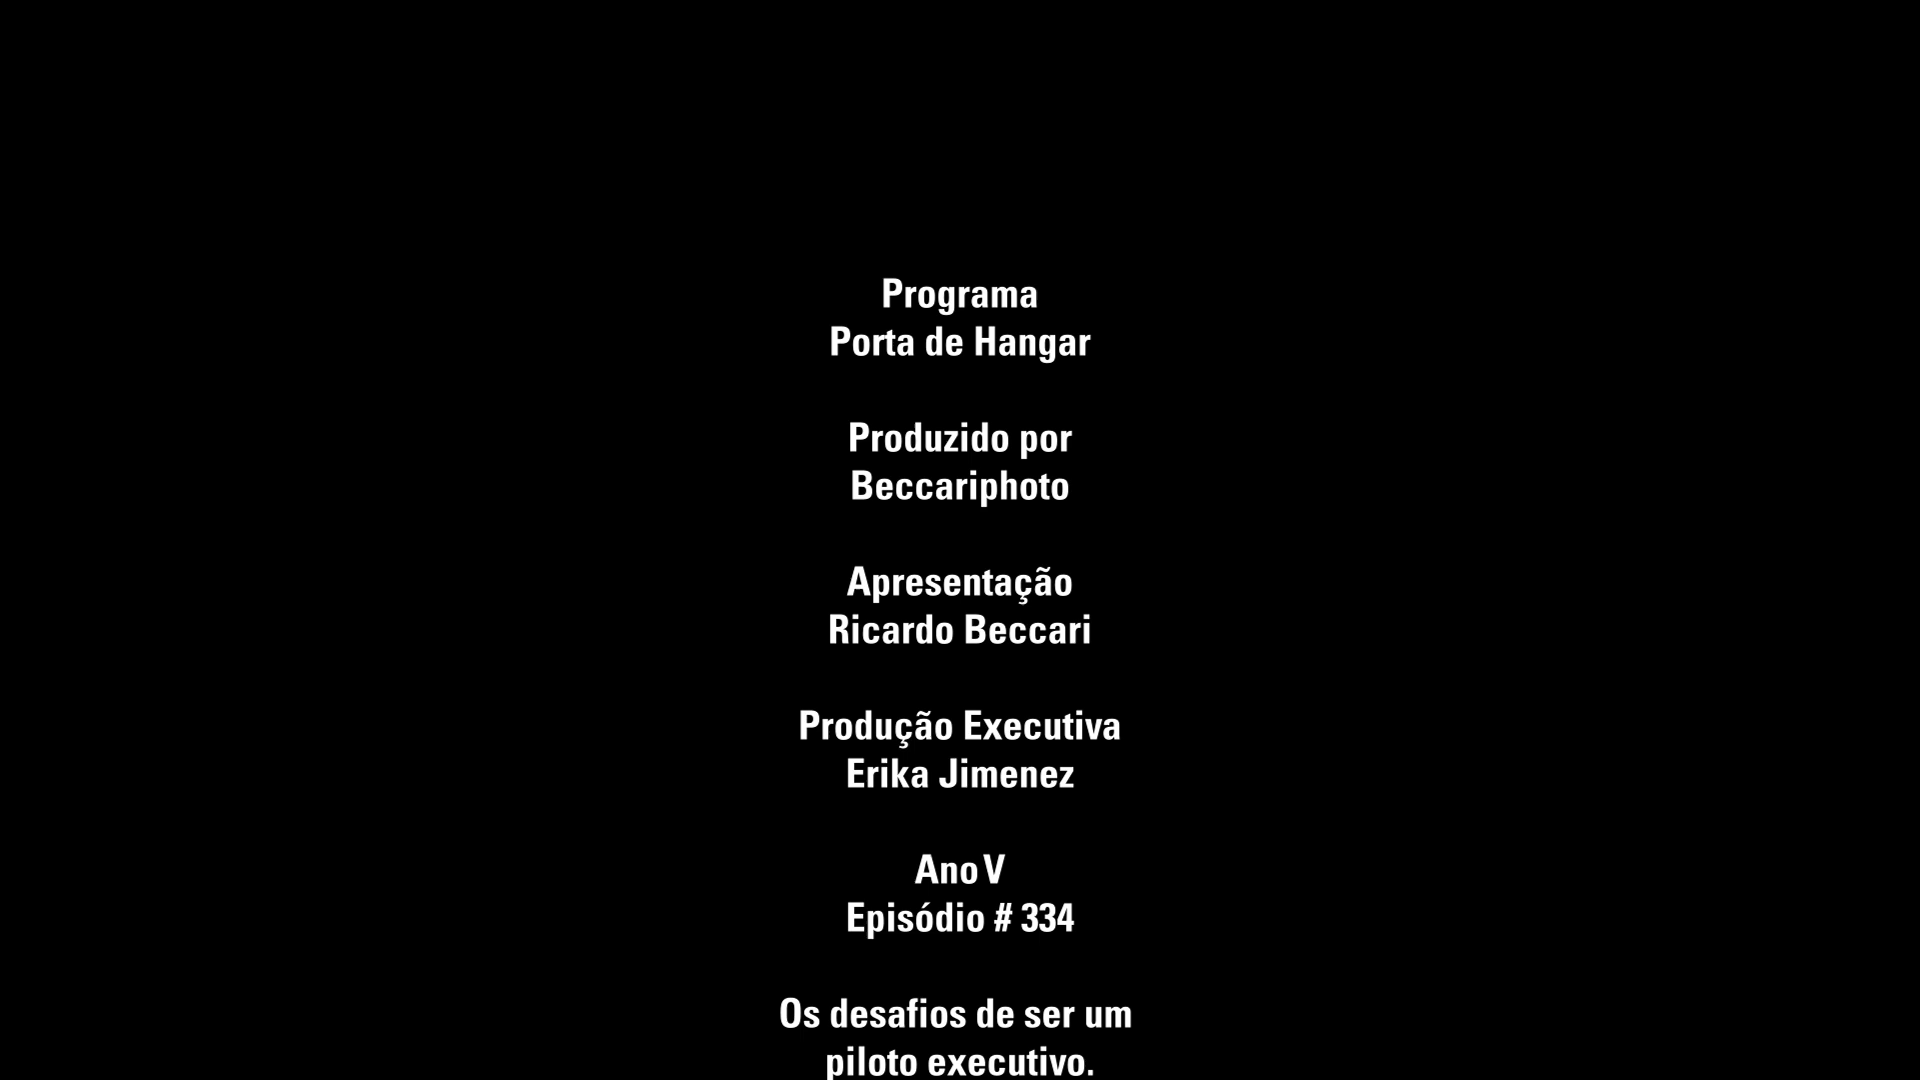 Programa
Porta de Hangar
Produzido por
Beccariphoto
Apresentação
Ricardo Beccari
Produção Executiva
Erika Jimenez
Ano V
Episódio # 334
Os desafios de ser um
piloto executivo.